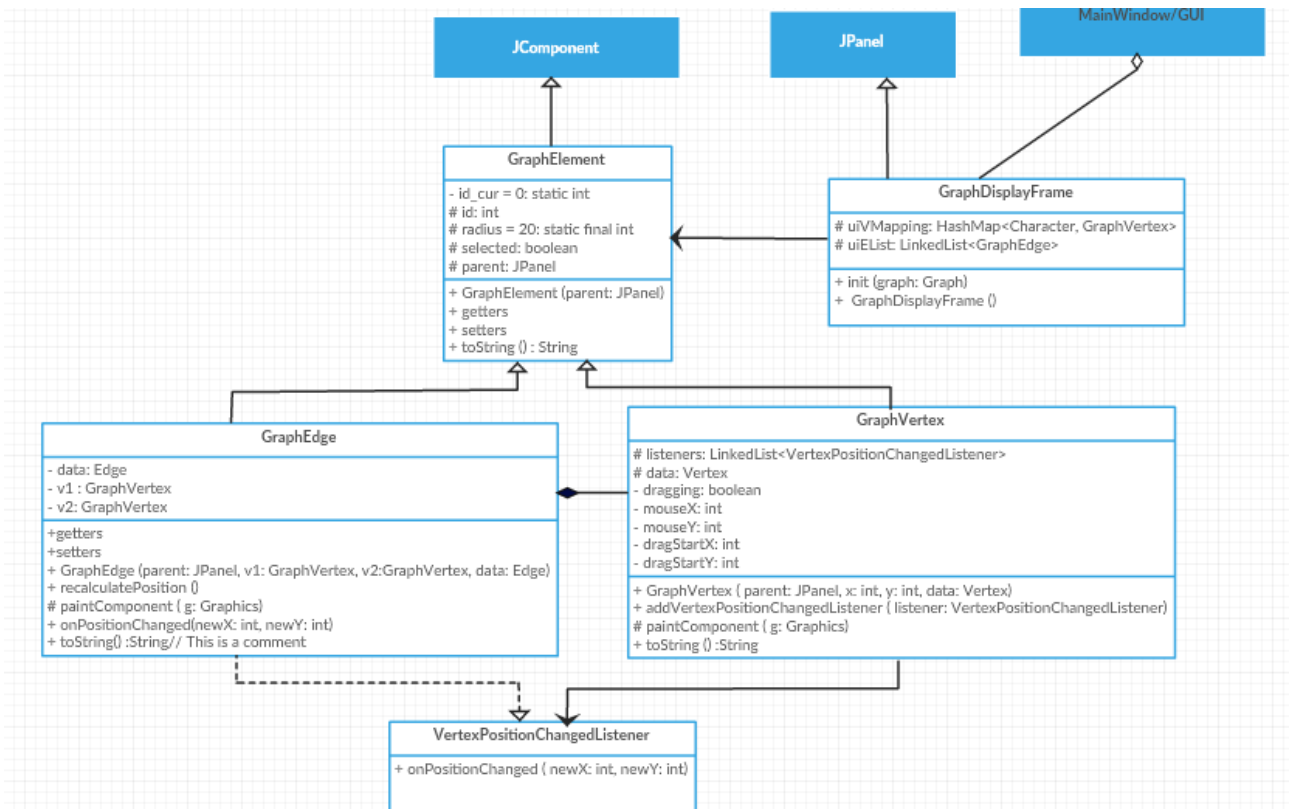 MainWindow/GUI
JComponent
JPanel
GraphElement
- id_cur = 0: static int
# id: int
# radius = 20: static final int
# selected: boolean
# parent: JPanel
+ GraphElement (parent: JPanel)
+ getters
+ setters
+ toString () : String
GraphDisplayFrame
# uiVMapping: HashMap<Character, GraphVertex>
# uiEList: LinkedList<GraphEdge>
+ init (graph: Graph)
+ GraphDisplayFrame ()
GraphEdge
- data: Edge
- v1 : GraphVertex
- v2: GraphVertex
+getters
+setters
+ GraphEdge (parent: JPanel, v1: GraphVertex, v2:GraphVertex, data: Edge)
+ recalculatePosition ()
# paintComponent ( g: Graphics)
+ onPositionChanged(newX: int, newY: int)
+ toString() :String// This is a comment
GraphVertex
# listeners: LinkedList<VertexPositionChangedListener>
# data: Vertex
- dragging: boolean
- mouseX: int
- mouseY: int
- dragStartX: int
- dragStartY: int
+ GraphVertex ( parent: JPanel, x: int, y: int, data: Vertex)
+ addVertexPositionChangedListener ( listener: VertexPositionChangedListener)
# paintComponent ( g: Graphics)
+ toString () :String
VertexPositionChangedListener
+ onPositionChanged ( newX: int, newY: int)